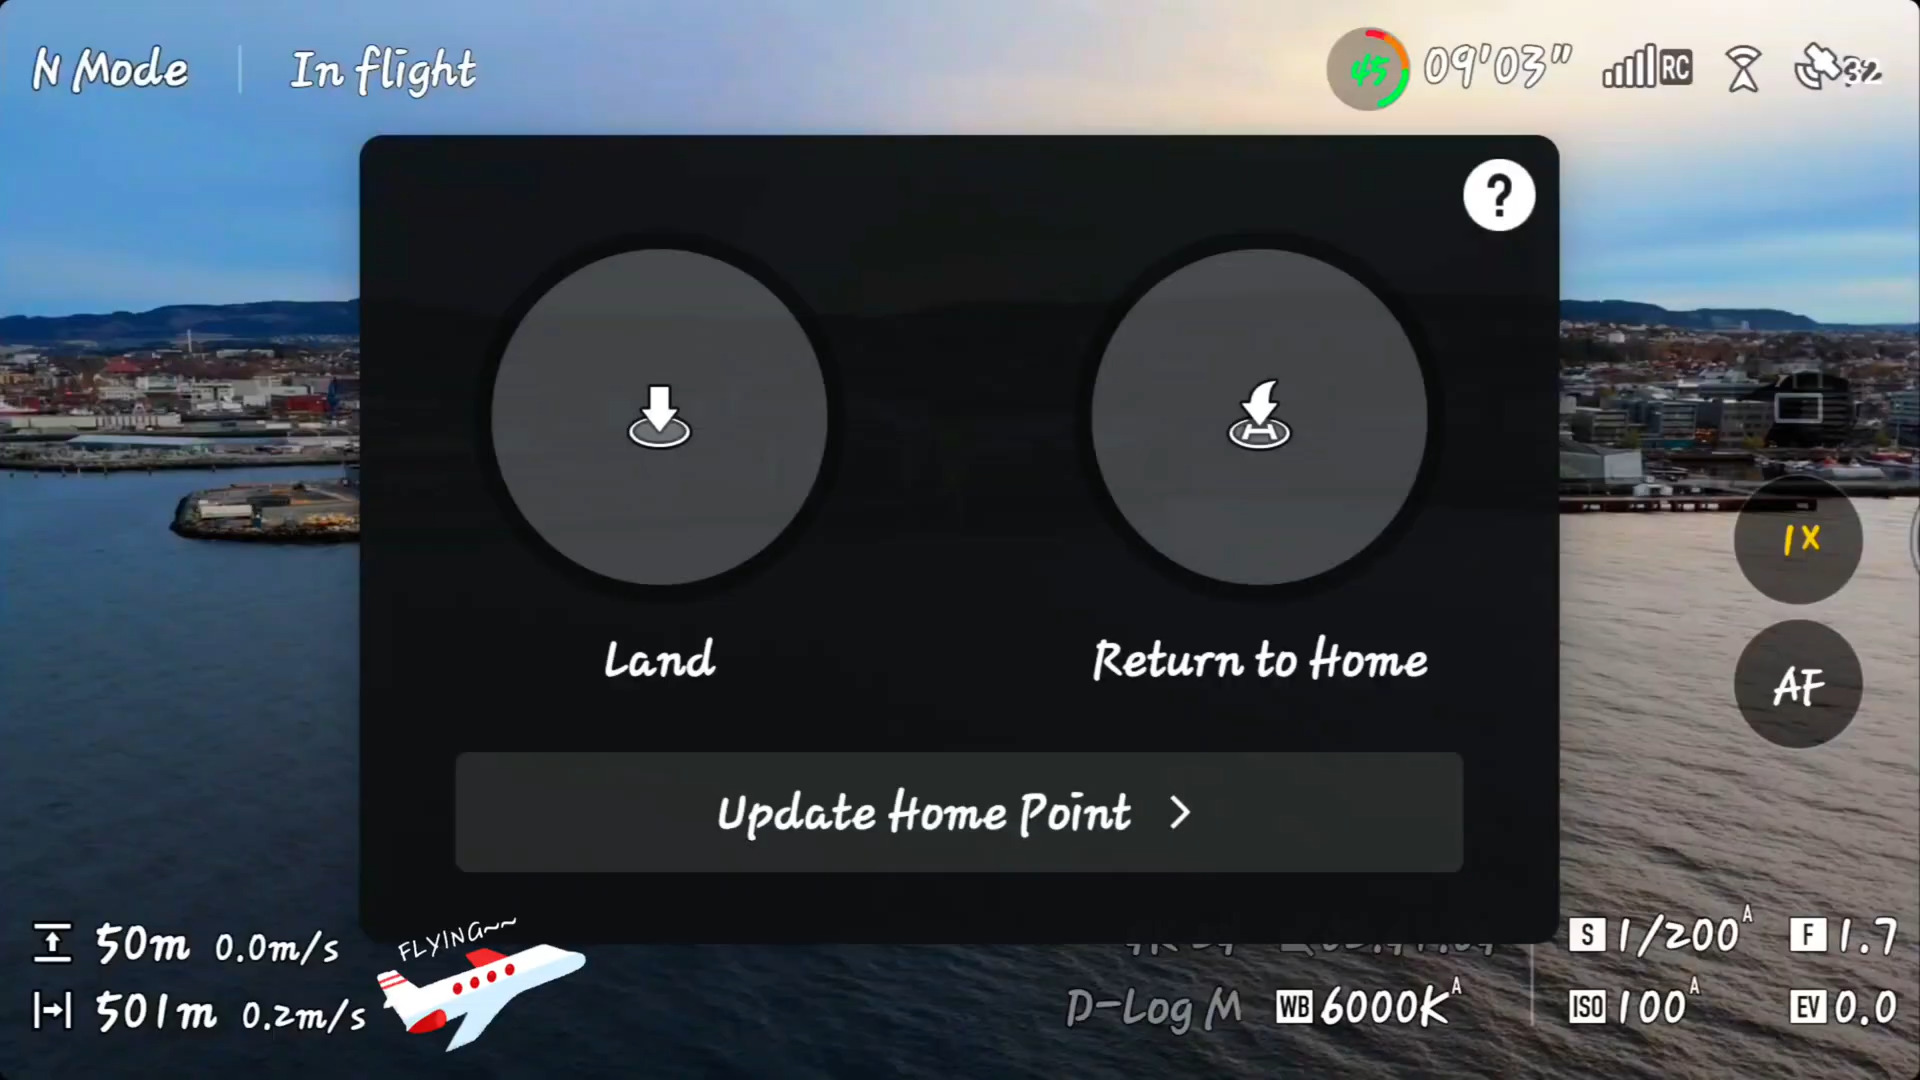 N Mode
In flight
45
09'03"
RC
32
?
Land
Return to Home
1X
AF
Update Home Point >
50m 0.0m/s
FLYING~~
501m 0.2m/s
D-Log M
WB 6000K A
S 1/200 A
F 1.7
ISO 100 A
EV 0.0